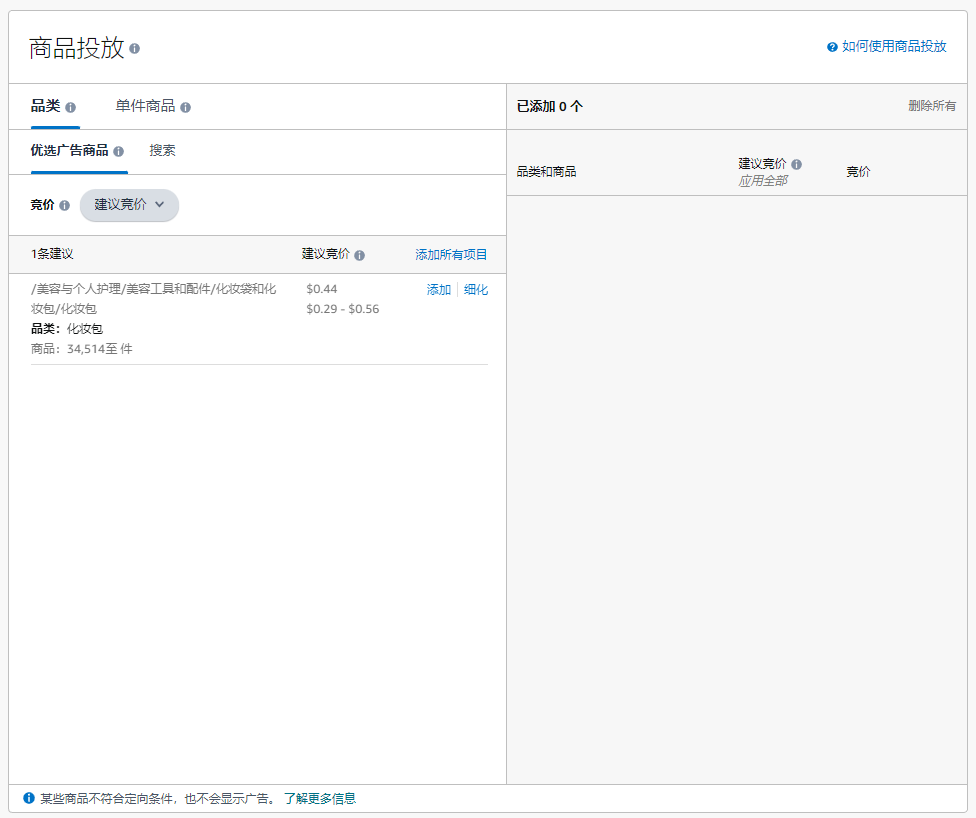 商品投放
如何使用商品投放
品类 单件商品
已添加 0 个 删除所有
优选广告商品 搜索
品类和商品 建议竞价 竞价
应用全部
竞价 建议竞价
1条建议 建议竞价 添加所有项目
/美容与个人护理/美容工具和配件/化妆袋和化 $0.44 添加 细化
妆包/化妆包 $0.29 - $0.56
品类：化妆包
商品：34,514至 件
某些商品不符合定向条件，也不会显示广告。 了解更多信息